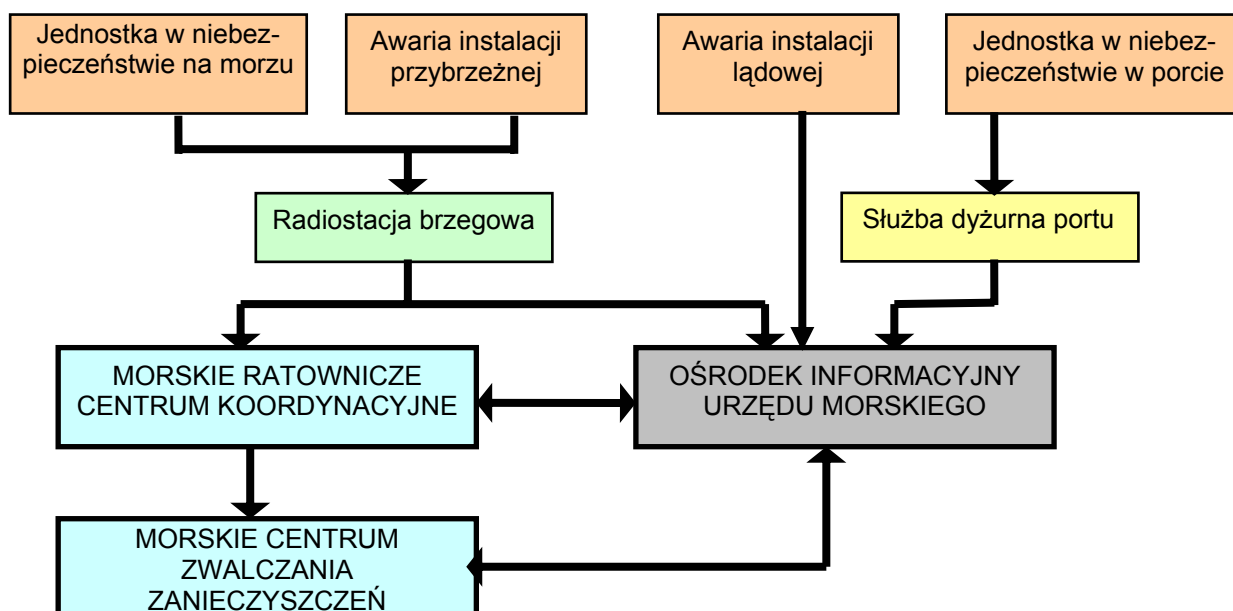 Jednostka w niebez-
pieczeństwie na morzu
Awaria instalacji
przybrzeżnej
Awaria instalacji
lądowej
Jednostka w niebez-
pieczeństwie w porcie
Radiostacja brzegowa
Służba dyżurna portu
MORSKIE RATOWNICZE
CENTRUM KOORDYNACYJNE
OŚRODEK INFORMACYJNY
URZĘDU MORSKIEGO
MORSKIE CENTRUM
ZWALCZANIA
ZANIECZYSZCZEŃ